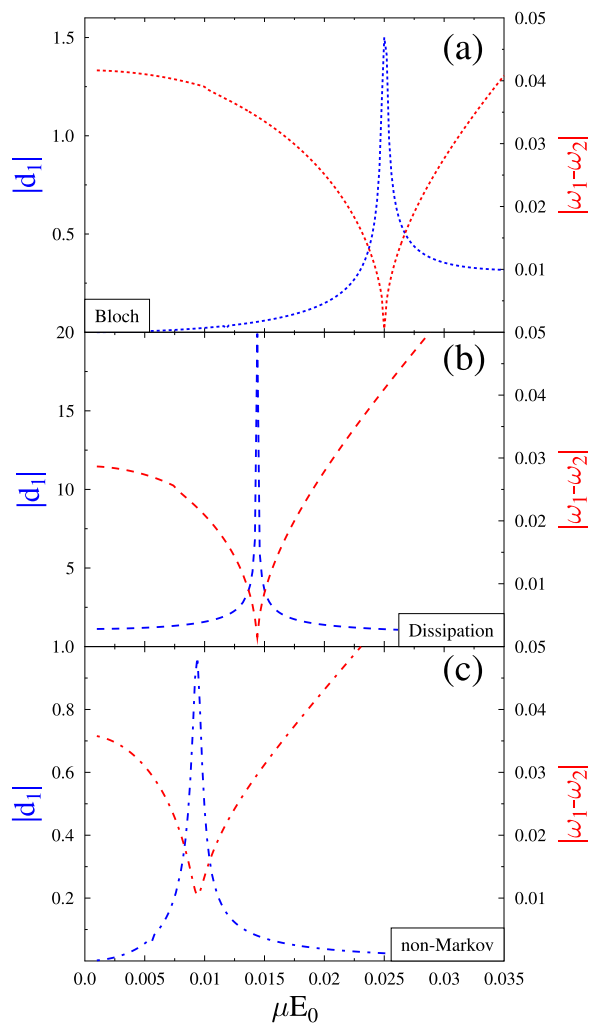 (a)
1.5
1.0
0.5
|d₁|
0.05
0.04
0.03
0.02
0.01
|ω₁-ω₂|
Bloch
(b)
20
15
10
5
|d₁|
0.05
0.04
0.03
0.02
0.01
|ω₁-ω₂|
Dissipation
(c)
1.0
0.8
0.6
0.4
0.2
|d₁|
0.05
0.04
0.03
0.02
0.01
|ω₁-ω₂|
non-Markov
0.0
0.005
0.01
0.015
0.02
0.025
0.03
0.035
μE₀